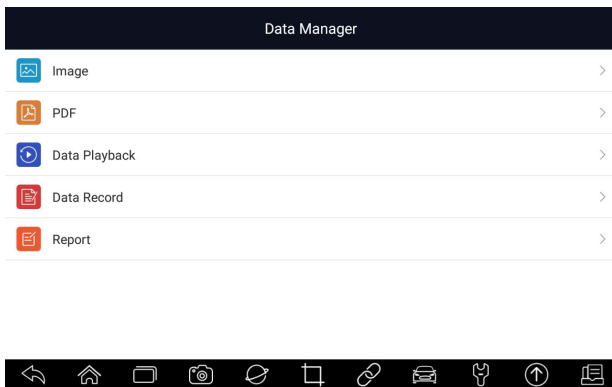 Data Manager
Image
PDF
Data Playback
Data Record
Report